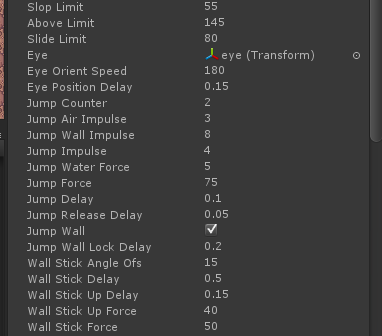 Slop Limit 55
Above Limit 145
Slide Limit 80
Eye eye (Transform)
Eye Orient Speed 180
Eye Position Delay 0.15
Jump Counter 2
Jump Air Impulse 3
Jump Wall Impulse 8
Jump Impulse 4
Jump Water Force 5
Jump Force 75
Jump Delay 0.1
Jump Release Delay 0.05
Jump Wall
Jump Wall Lock Delay 0.2
Wall Stick Angle Ofs 15
Wall Stick Delay 0.5
Wall Stick Up Delay 0.15
Wall Stick Up Force 40
Wall Stick Force 50